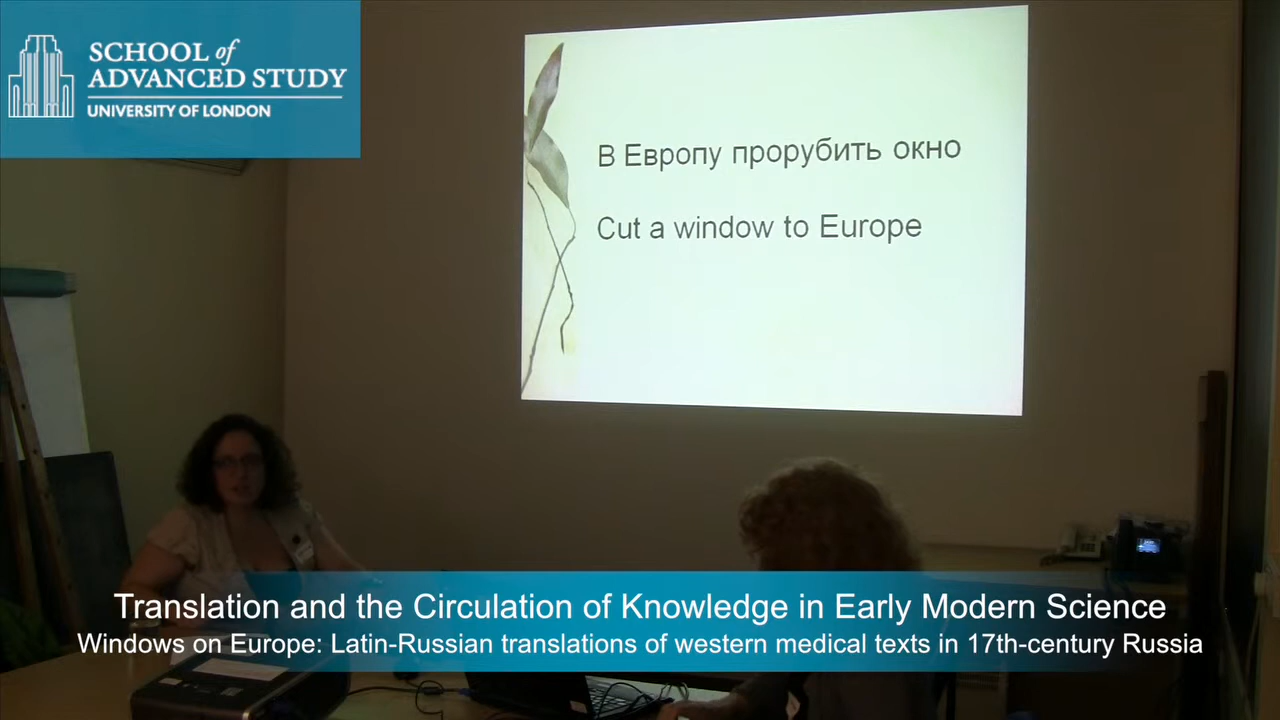 SCHOOL of
ADVANCED STUDY
UNIVERSITY OF LONDON
В Европу прорубить окно
Cut a window to Europe
Translation and the Circulation of Knowledge in Early Modern Science
Windows on Europe: Latin-Russian translations of western medical texts in 17th-century Russia